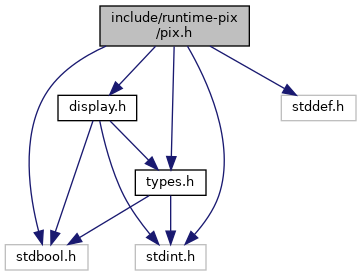 include/runtime-pix
/pix.h
display.h
stddef.h
types.h
stdbool.h
stdint.h